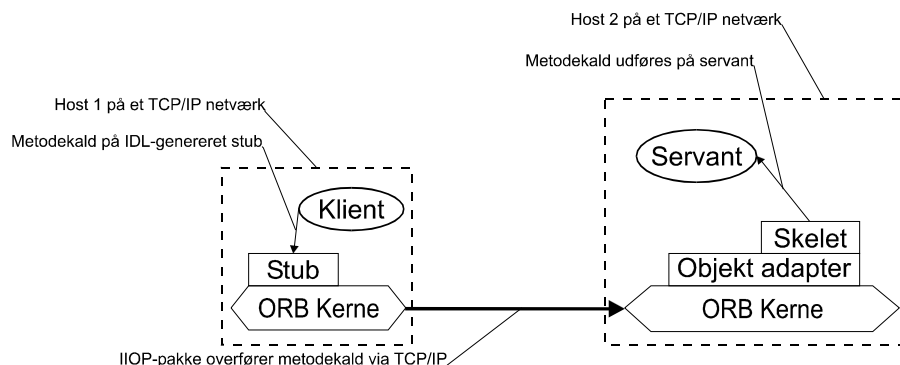 Host 2 på et TCP/IP netværk
Metodekald udføres på servant
Host 1 på et TCP/IP netværk
Metodekald på IDL-genereret stub
Servant
Klient
Skelet
Stub
Objekt adapter
ORB Kerne
ORB Kerne
IIOP-pakke overfører metodekald via TCP/IP